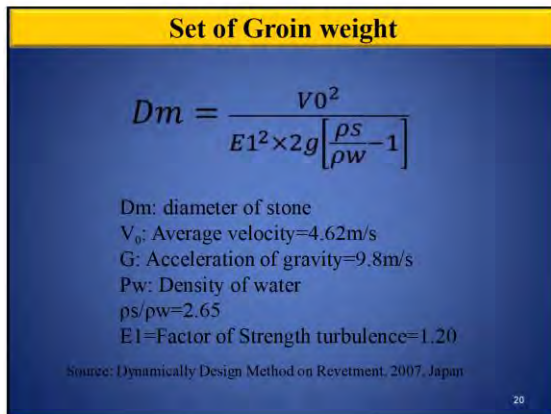 Set of Groin weight
Dm = V0² / E1²×2g[ρs/ρw−1]
Dm: diameter of stone
V₀: Average velocity=4.62m/s
G: Acceleration of gravity=9.8m/s
Pw: Density of water
ρs/ρw=2.65
E1=Factor of Strength turbulence=1.20
Source: Dynamically Design Method on Revetment, 2007, Japan
20